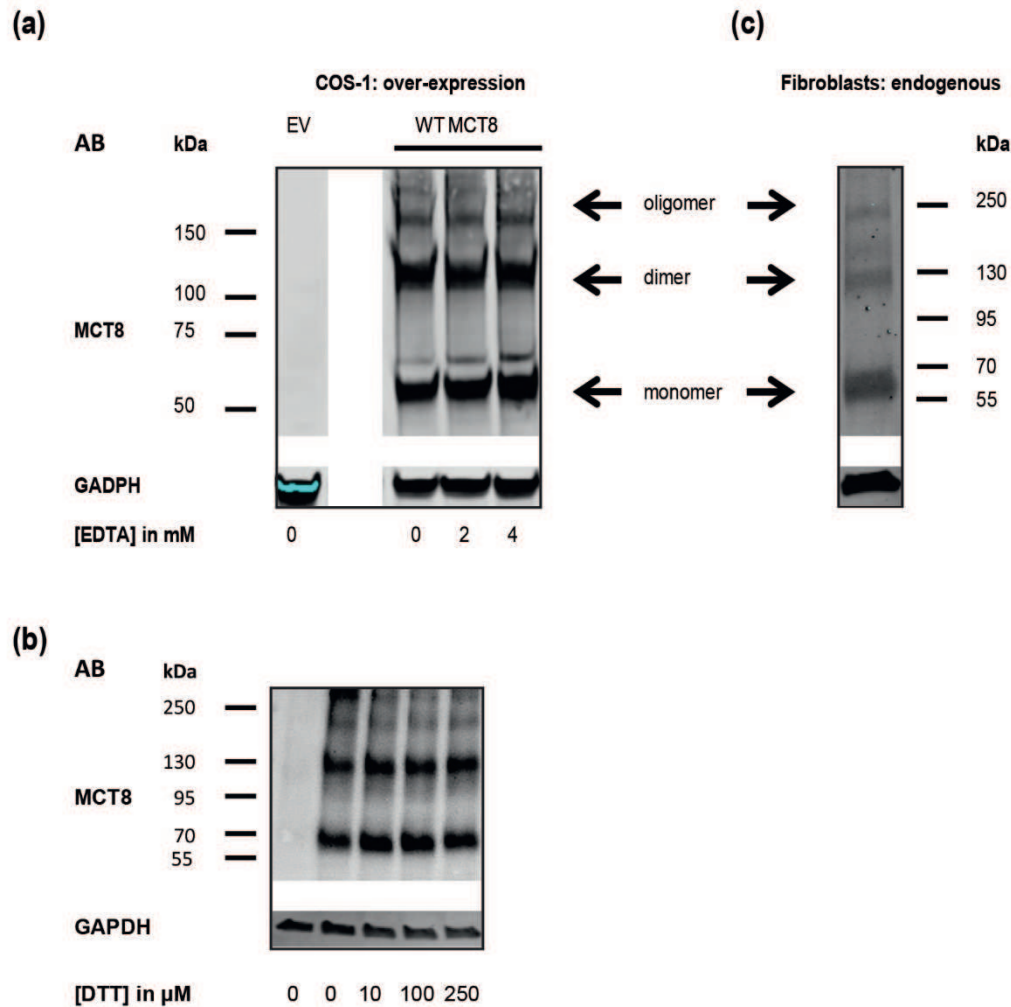 (a)
COS-1: over-expression
EV WT MCT8
AB kDa
150
100
MCT8 75
50
GADPH
[EDTA] in mM 0 0 2 4
oligomer
dimer
monomer
(c)
Fibroblasts: endogenous
kDa
250
130
95
70
55
(b)
AB kDa
250
130
MCT8 95
70
55
GAPDH
[DTT] in µM 0 0 10 100 250